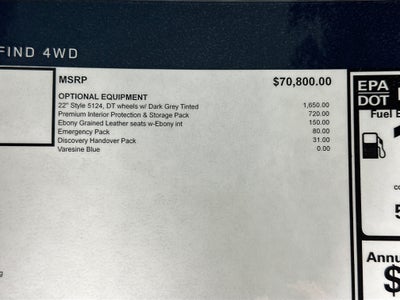 FIND 4WD
MSRP $70,800.00
OPTIONAL EQUIPMENT
22" Style 5124, DT wheels w/ Dark Grey Tinted 1,650.00
Premium Interior Protection & Storage Pack 720.00
Ebony Grained Leather seats w-Ebony int 150.00
Emergency Pack 80.00
Discovery Handover Pack 31.00
Varesine Blue 0.00
EPA
DOT
Fuel E
5
Annu
$